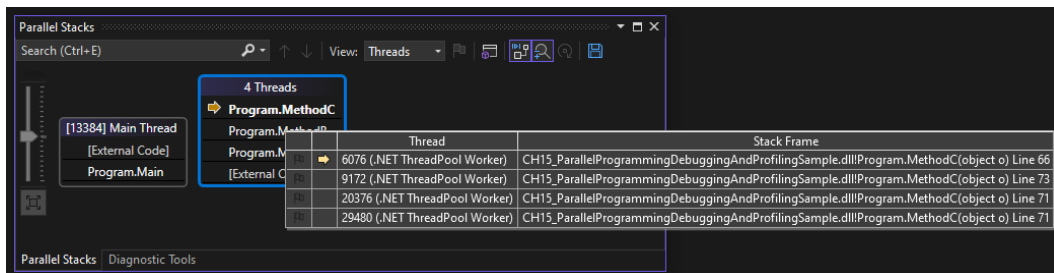 Parallel Stacks
Search (Ctrl+E)
View: Threads
4 Threads
Program.MethodC
[13384] Main Thread
[External Code]
Program.Main
Program.M
[External C
Thread Stack Frame
6076 (.NET ThreadPool Worker) CH15_ParallelProgrammingDebuggingAndProfilingSample.dll!Program.MethodC(object o) Line 66
9172 (.NET ThreadPool Worker) CH15_ParallelProgrammingDebuggingAndProfilingSample.dll!Program.MethodC(object o) Line 73
20376 (.NET ThreadPool Worker) CH15_ParallelProgrammingDebuggingAndProfilingSample.dll!Program.MethodC(object o) Line 71
29480 (.NET ThreadPool Worker) CH15_ParallelProgrammingDebuggingAndProfilingSample.dll!Program.MethodC(object o) Line 71
Parallel Stacks Diagnostic Tools